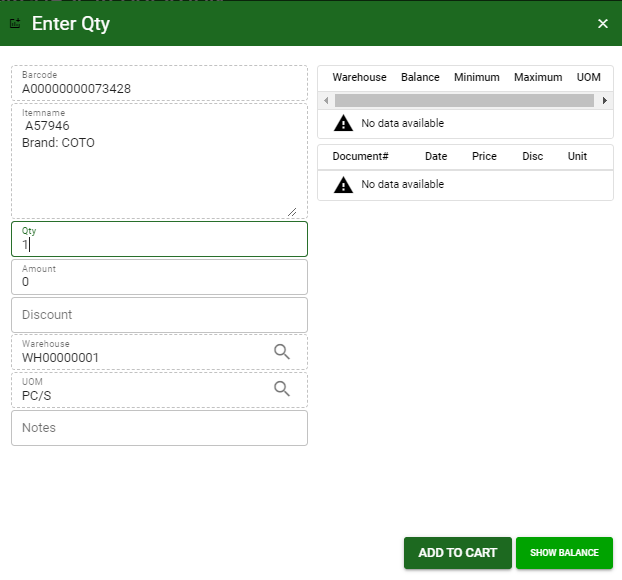 Enter Qty
Barcode
A00000000073428
Itemname
A57946
Brand: COTO
Qty
1
Amount
0
Discount
Warehouse
WH00000001
UOM
PC/S
Notes
Warehouse Balance Minimum Maximum UOM
No data available
Document# Date Price Disc Unit
No data available
ADD TO CART
SHOW BALANCE